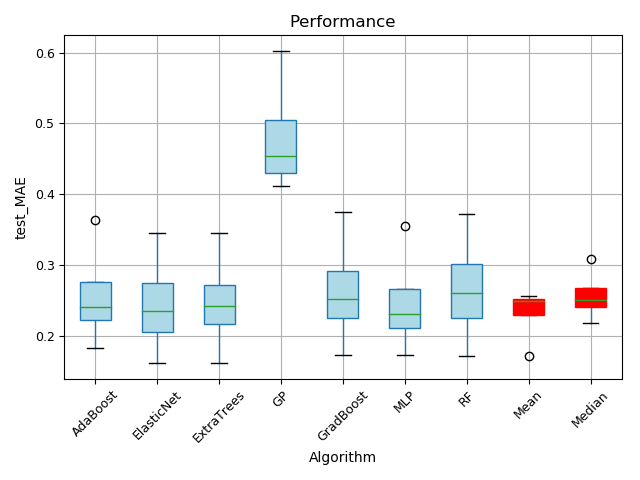 Performance
test_MAE
0.6
0.5
0.4
0.3
0.2
AdaBoost
ElasticNet
ExtraTrees
GP
GradBoost
MLP
RF
Mean
Median
Algorithm